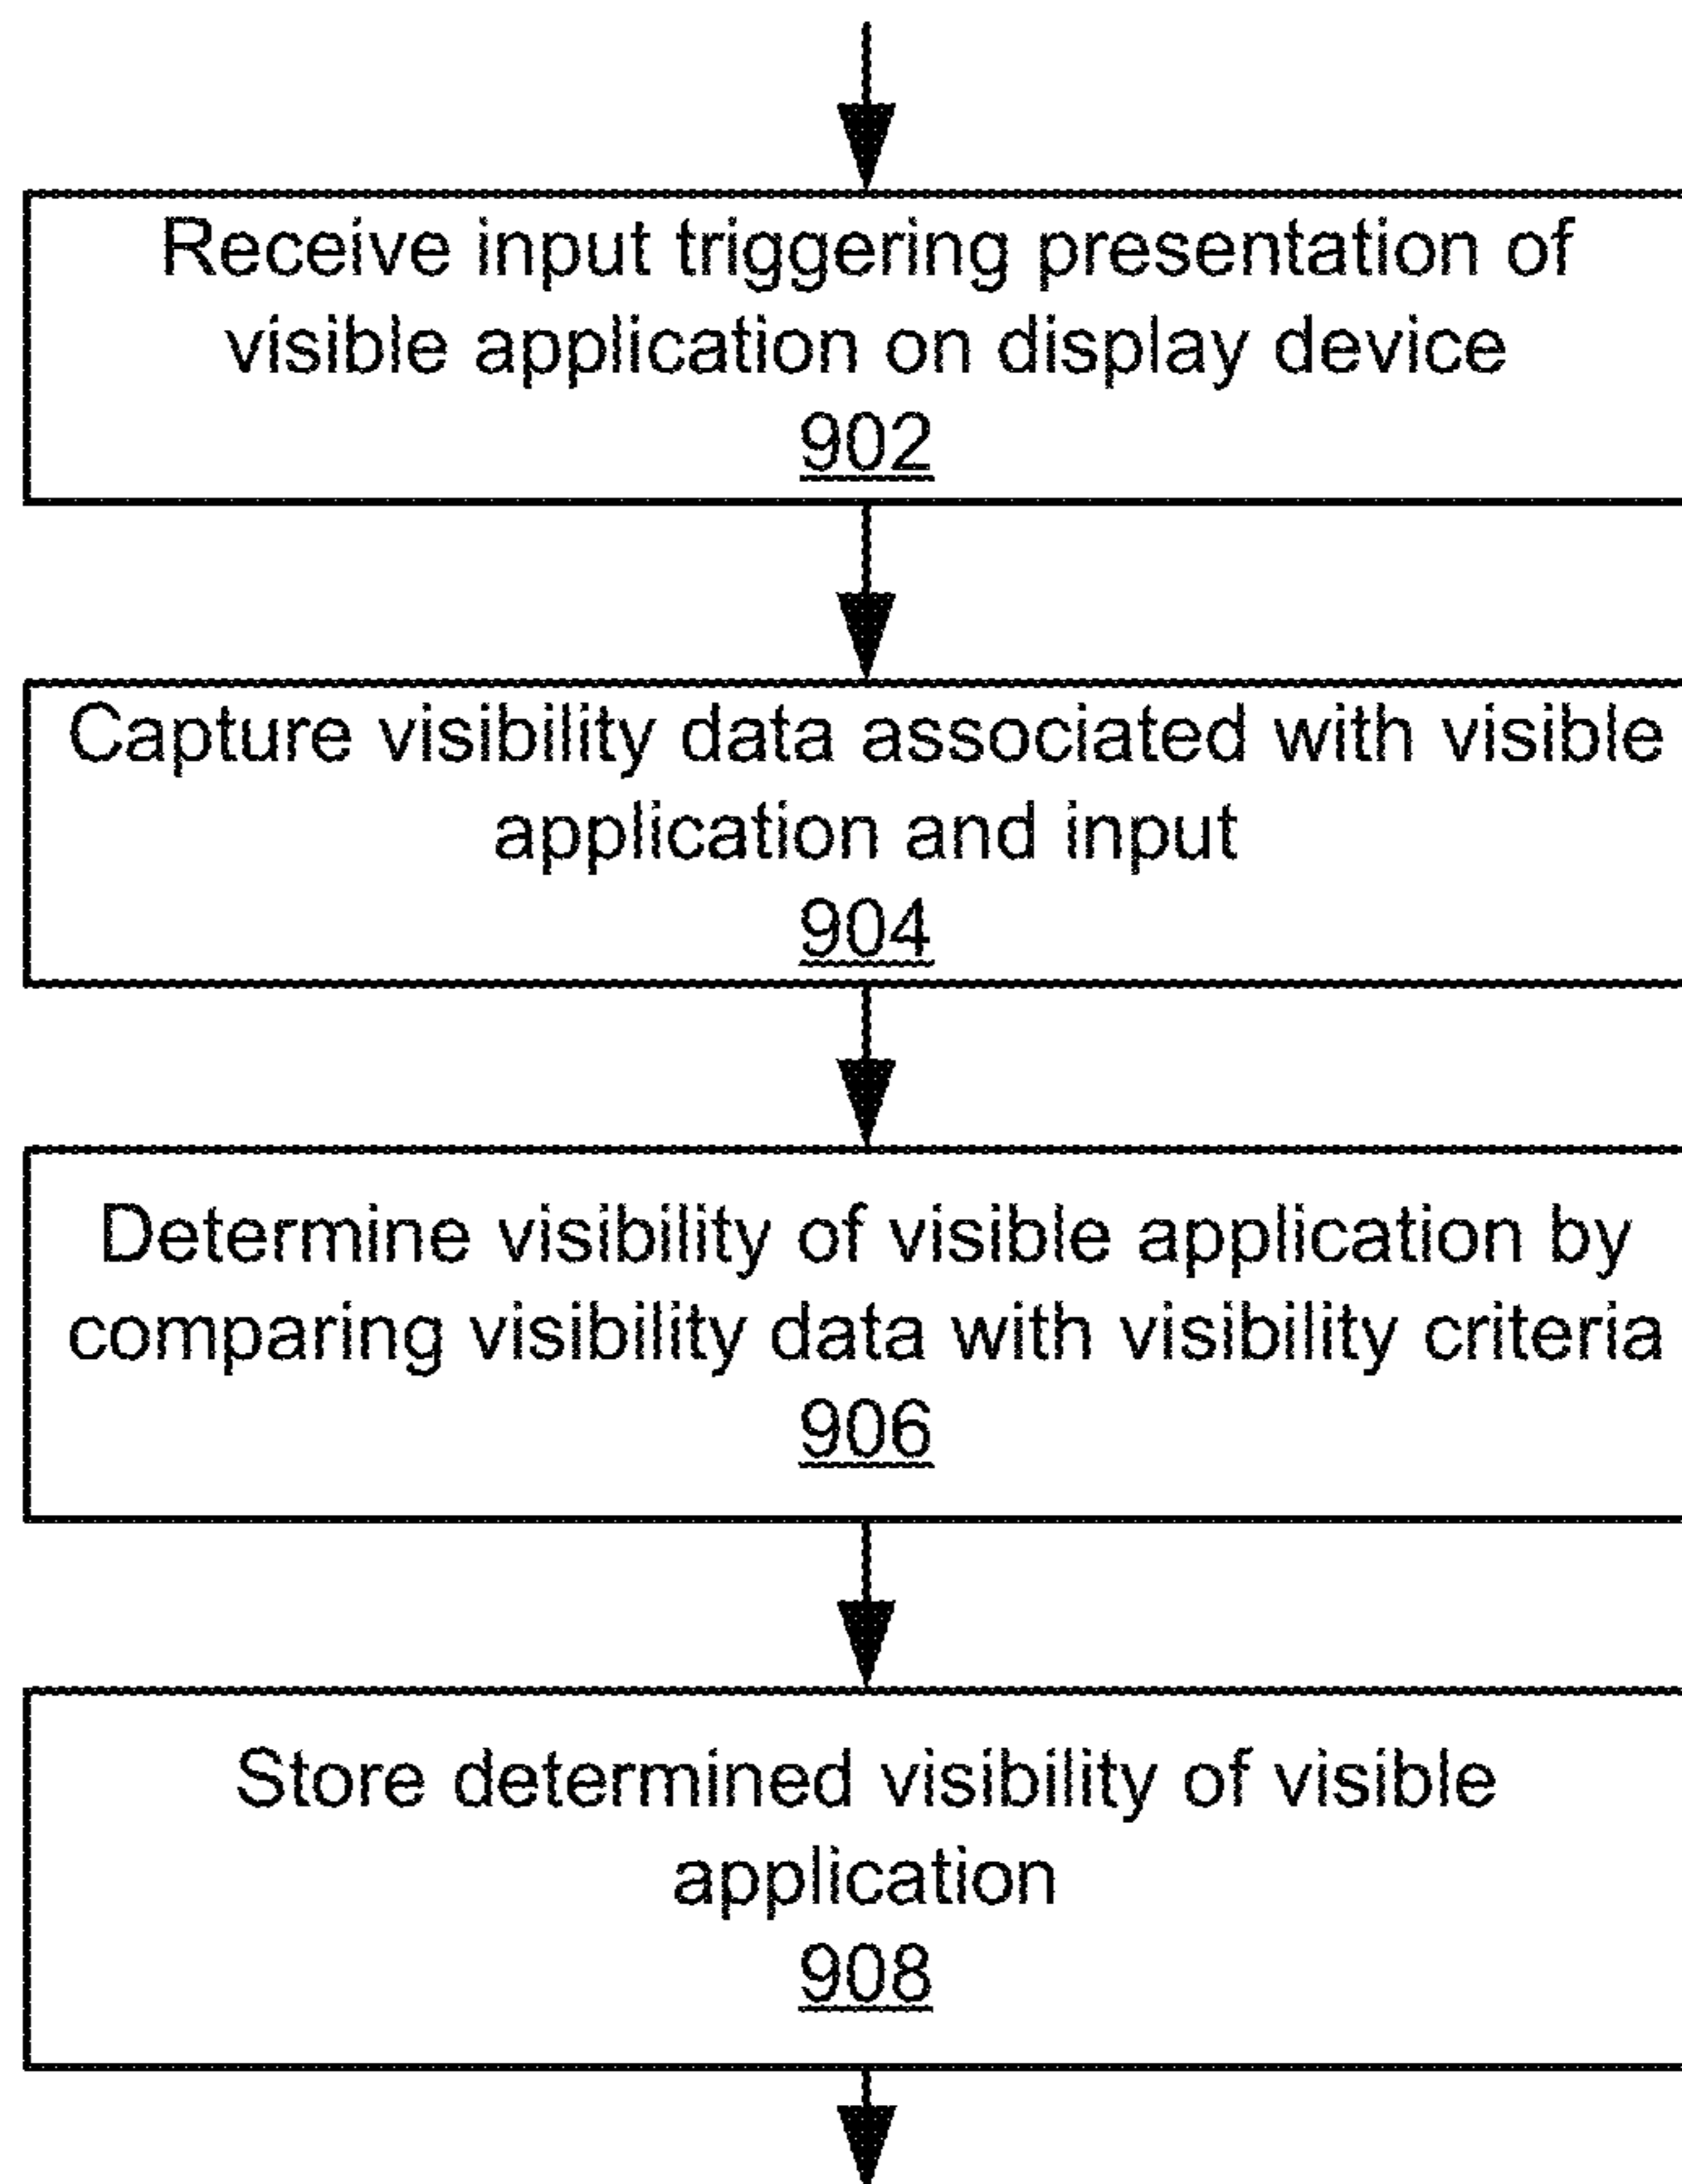 Receive input triggering presentation of
visible application on display device
902
Capture visibility data associated with visible
application and input
904
Determine visibility of visible application by
comparing visibility data with visibility criteria
906
Store determined visibility of visible
application
908